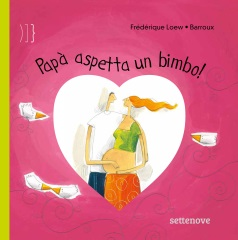 Frédérique Loew • Barroux
Papà aspetta un bimbo!
settenove